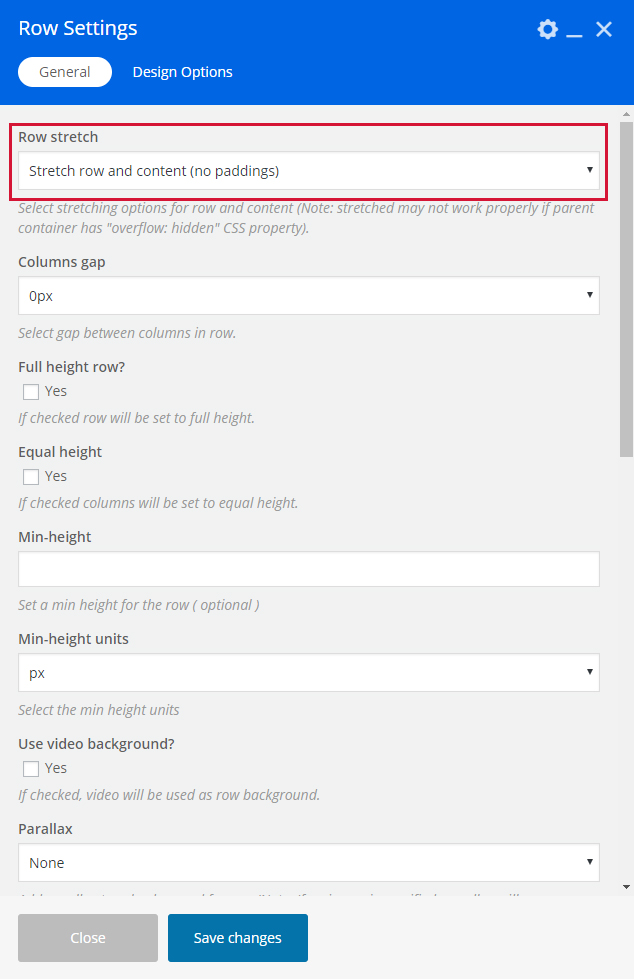 Row Settings
General
Design Options
Row stretch
Stretch row and content (no paddings)
Select stretching options for row and content (Note: stretched may not work properly if parent
container has "overflow: hidden" CSS property).
Columns gap
0px
Select gap between columns in row.
Full height row?
Yes
If checked row will be set to full height.
Equal height
Yes
If checked columns will be set to equal height.
Min-height
Set a min height for the row ( optional )
Min-height units
px
Select the min height units
Use video background?
Yes
If checked, video will be used as row background.
Parallax
None
Close
Save changes